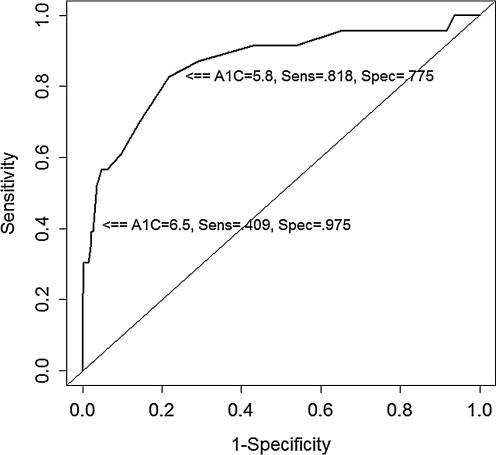 1.0
0.8
0.6
0.4
0.2
0.0
Sensitivity
<== A1C=5.8, Sens=.818, Spec=.775
<== A1C=6.5, Sens=.409, Spec=.975
0.0 0.2 0.4 0.6 0.8 1.0
1-Specificity